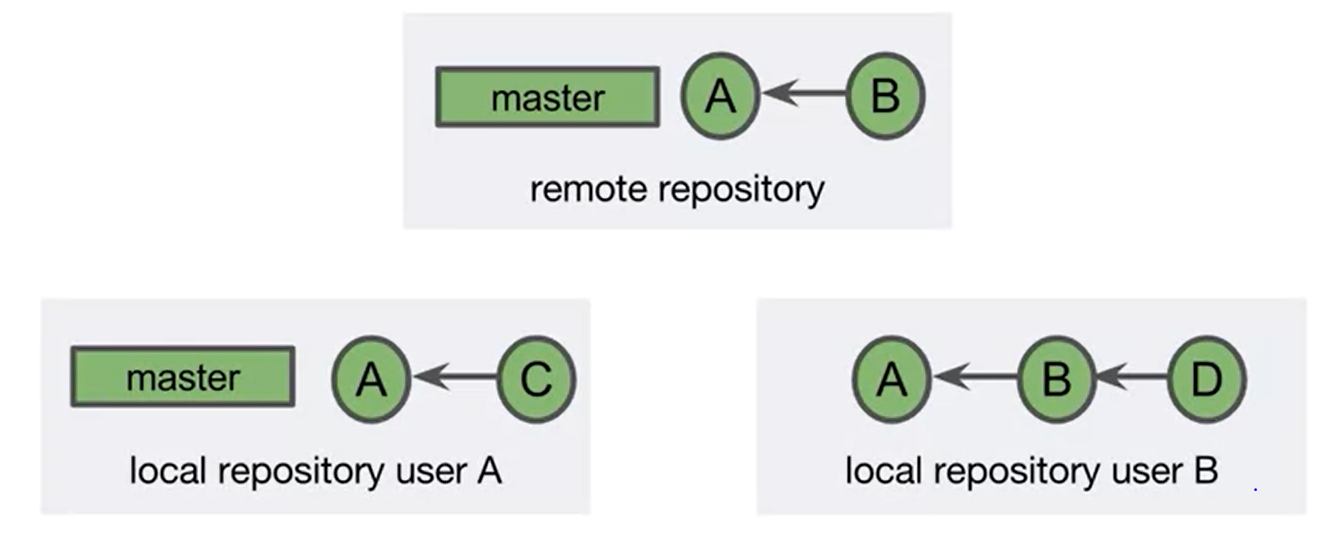 master A B
remote repository
master A C
local repository user A
A B D
local repository user B